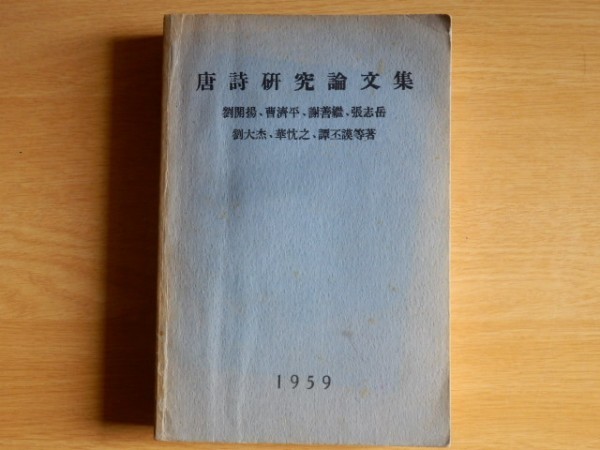 唐詩硏究論文集
劉開揚、曹濟平、謝善繼、張志岳
劉大杰、華忱之、譚丕謨等著
1959